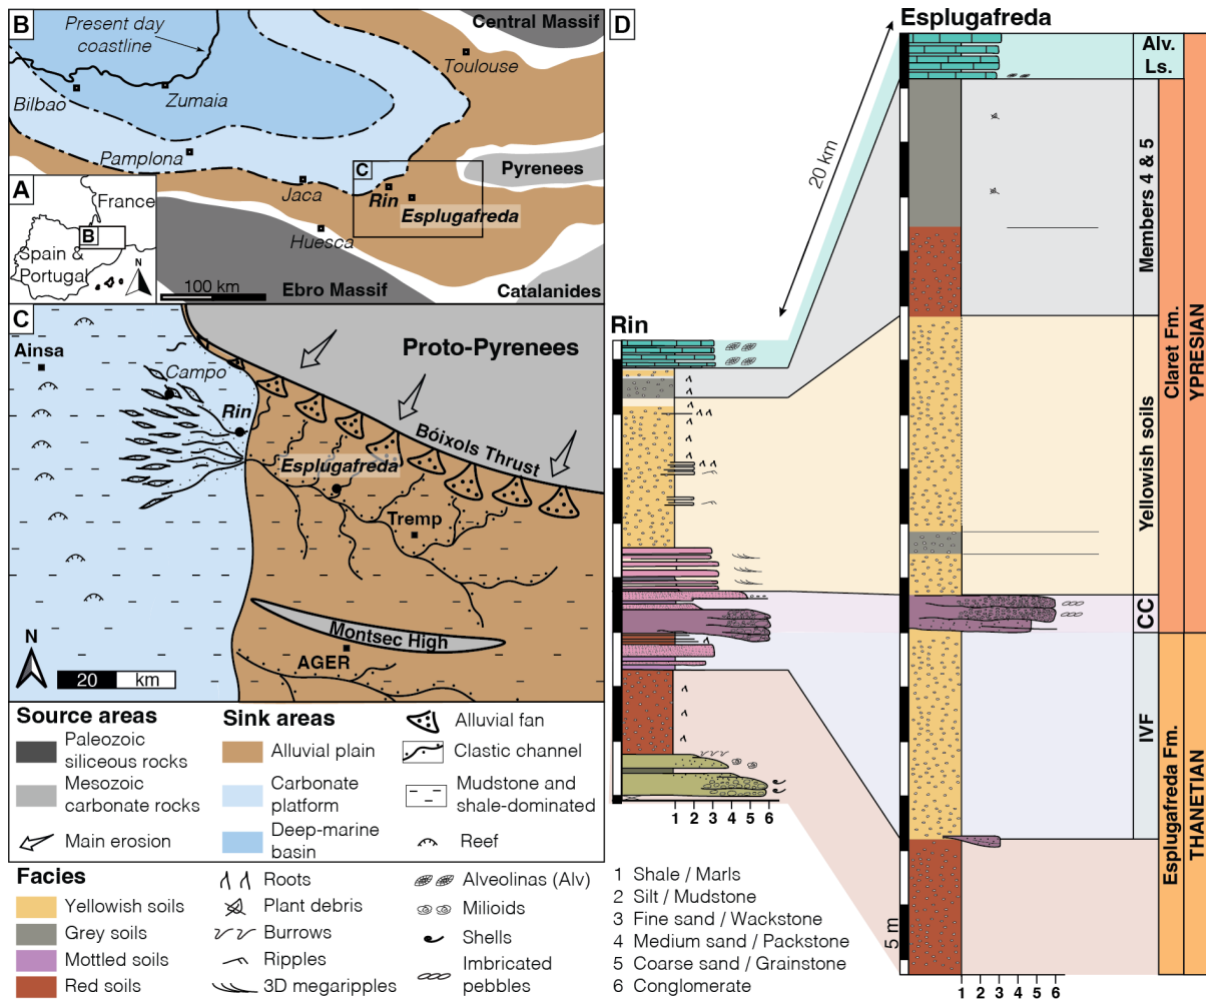 B
Present day
coastline
Central Massif
Toulouse
Bilbao
Zumaia
Pamplona
C
Pyrenees
Jaca
Rin
Esplugafreda
Huesca
100 km
Ebro Massif
Catalanides
A
France
B
Spain &
Portugal
N
C
Ainsa
Proto-Pyrenees
Campo
Rin
Bóixols Thrust
Esplugafreda
Tremp
Montsec High
AGER
N
20 km
Source areas
Paleozoic
siliceous rocks
Mesozoic
carbonate rocks
Main erosion
Sink areas
Alluvial plain
Carbonate
platform
Deep-marine
basin
Alluvial fan
Clastic channel
Mudstone and
shale-dominated
Reef
Facies
Yellowish soils
Grey soils
Mottled soils
Red soils
Roots
Plant debris
Burrows
Ripples
3D megaripples
Alveolinas (Alv)
Milioids
Shells
Imbricated
pebbles
D
Esplugafreda
20 km
Rin
1 2 3 4 5 6
Alv.
Ls.
Members 4 & 5
Yellowish soils
CC
IVF
Claret Fm.
YPRESIAN
Esplugafreda Fm.
THANETIAN
5 m
1 2 3 4 5 6
1 Shale / Marls
2 Silt / Mudstone
3 Fine sand / Wackstone
4 Medium sand / Packstone
5 Coarse sand / Grainstone
6 Conglomerate